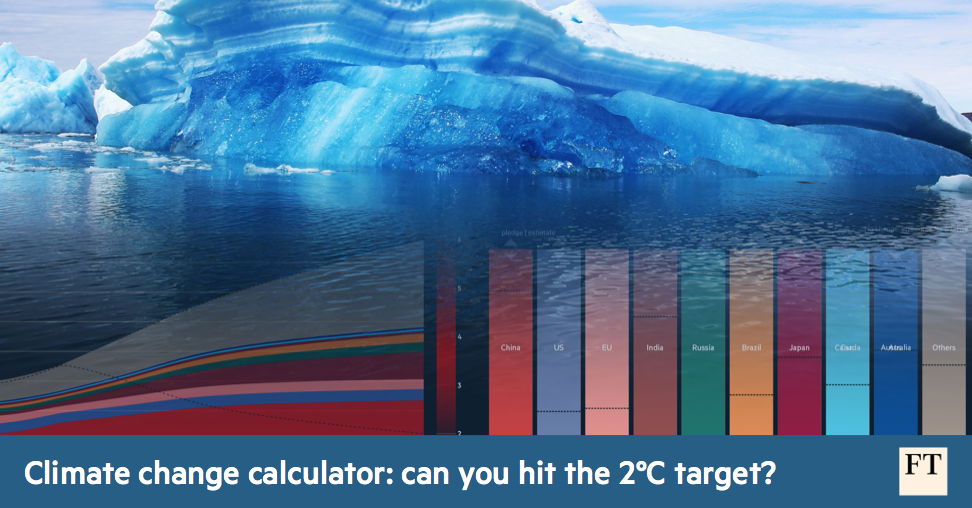 pledge | estimate
5
4
3
2
China US EU India Russia Brazil Japan Canada Australia Others
Climate change calculator: can you hit the 2°C target?
FT